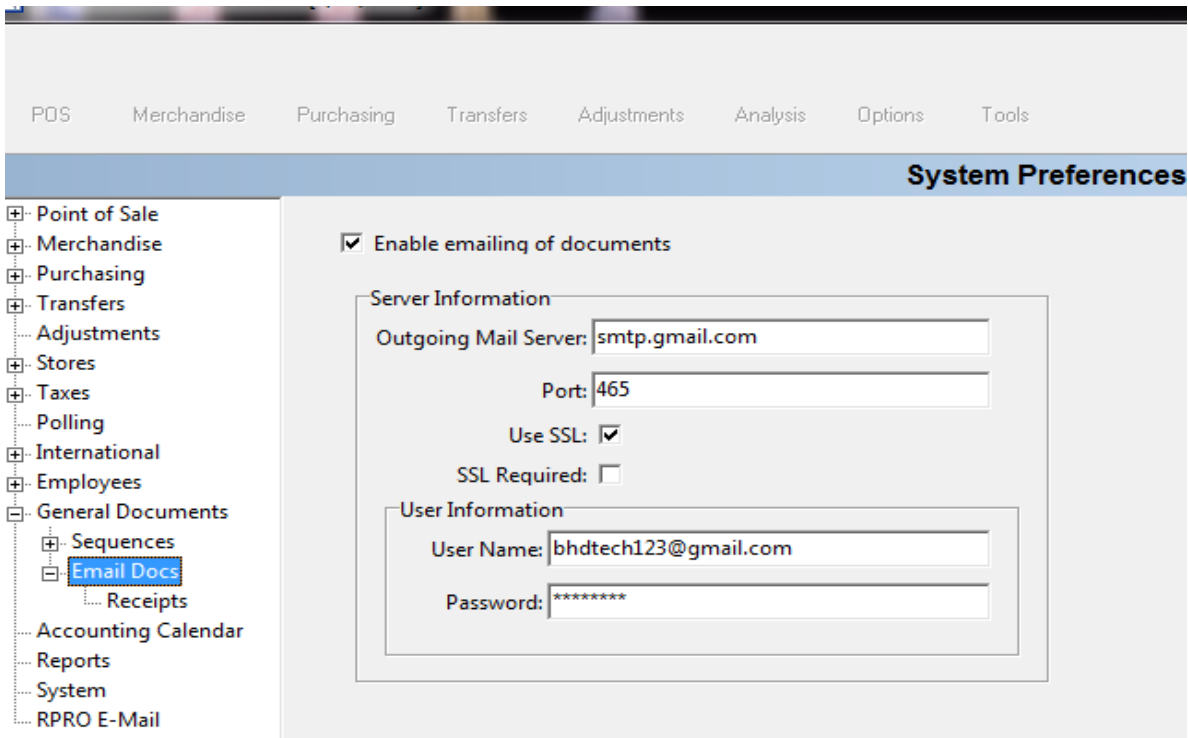 POS Merchandise Purchasing Transfers Adjustments Analysis Options Tools
System Preferences
Point of Sale
Merchandise
Purchasing
Transfers
Adjustments
Stores
Taxes
Polling
International
Employees
General Documents
Sequences
Email Docs
Receipts
Accounting Calendar
Reports
System
RPRO E-Mail
Enable emailing of documents
Server Information
Outgoing Mail Server: smtp.gmail.com
Port: 465
Use SSL:
SSL Required:
User Information
User Name: bhdtech123@gmail.com
Password: ********